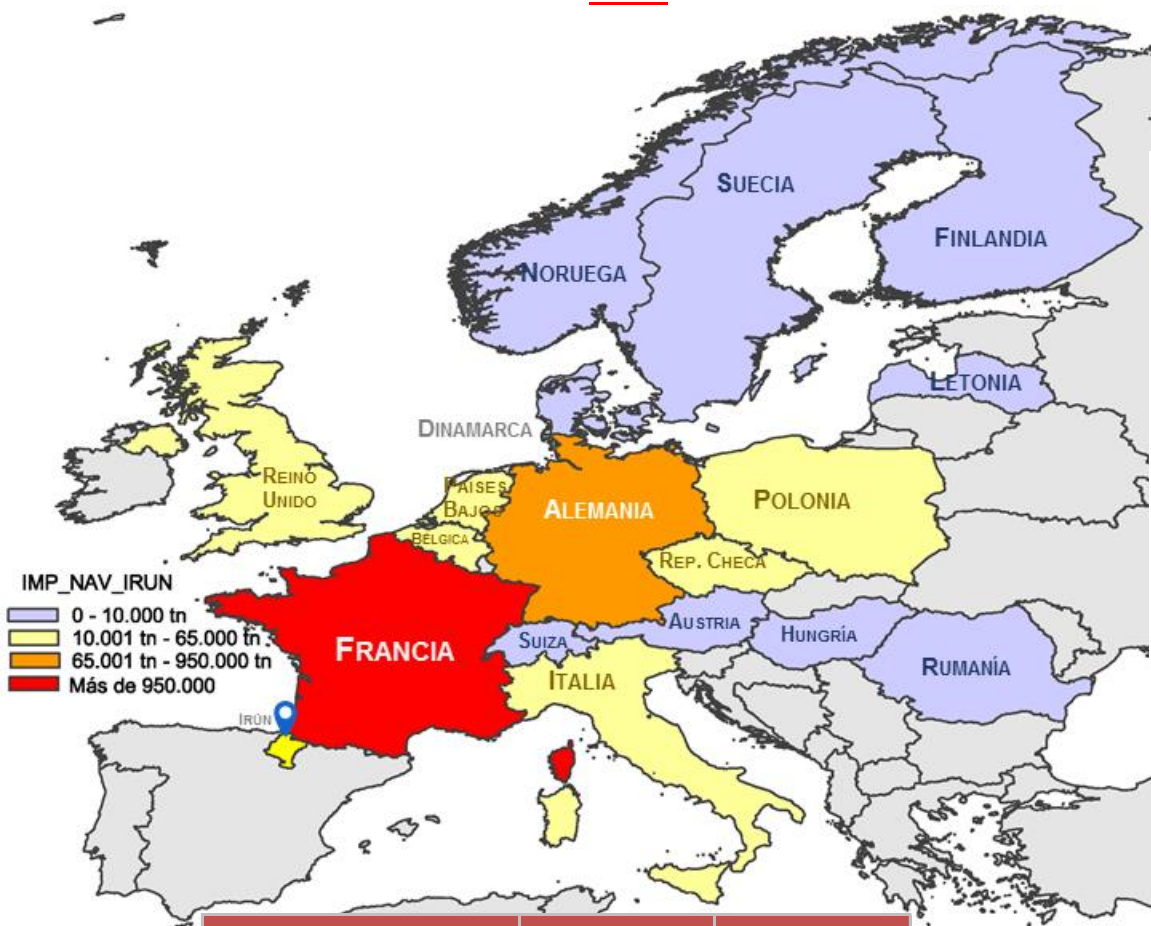 SUECIA
FINLANDIA
NORUEGA
LETONIA
DINAMARCA
REINO
UNIDO
PAISES
BAJOS
BÉLGICA
ALEMANIA
POLONIA
REP. CHECA
IMP_NAV_IRUN
0 - 10.000 tn
10.001 tn - 65.000 tn
65.001 tn - 950.000 tn
Más de 950.000
FRANCIA
SUIZA
AUSTRIA
HUNGRÍA
RUMANÍA
ITALIA
IRÚN